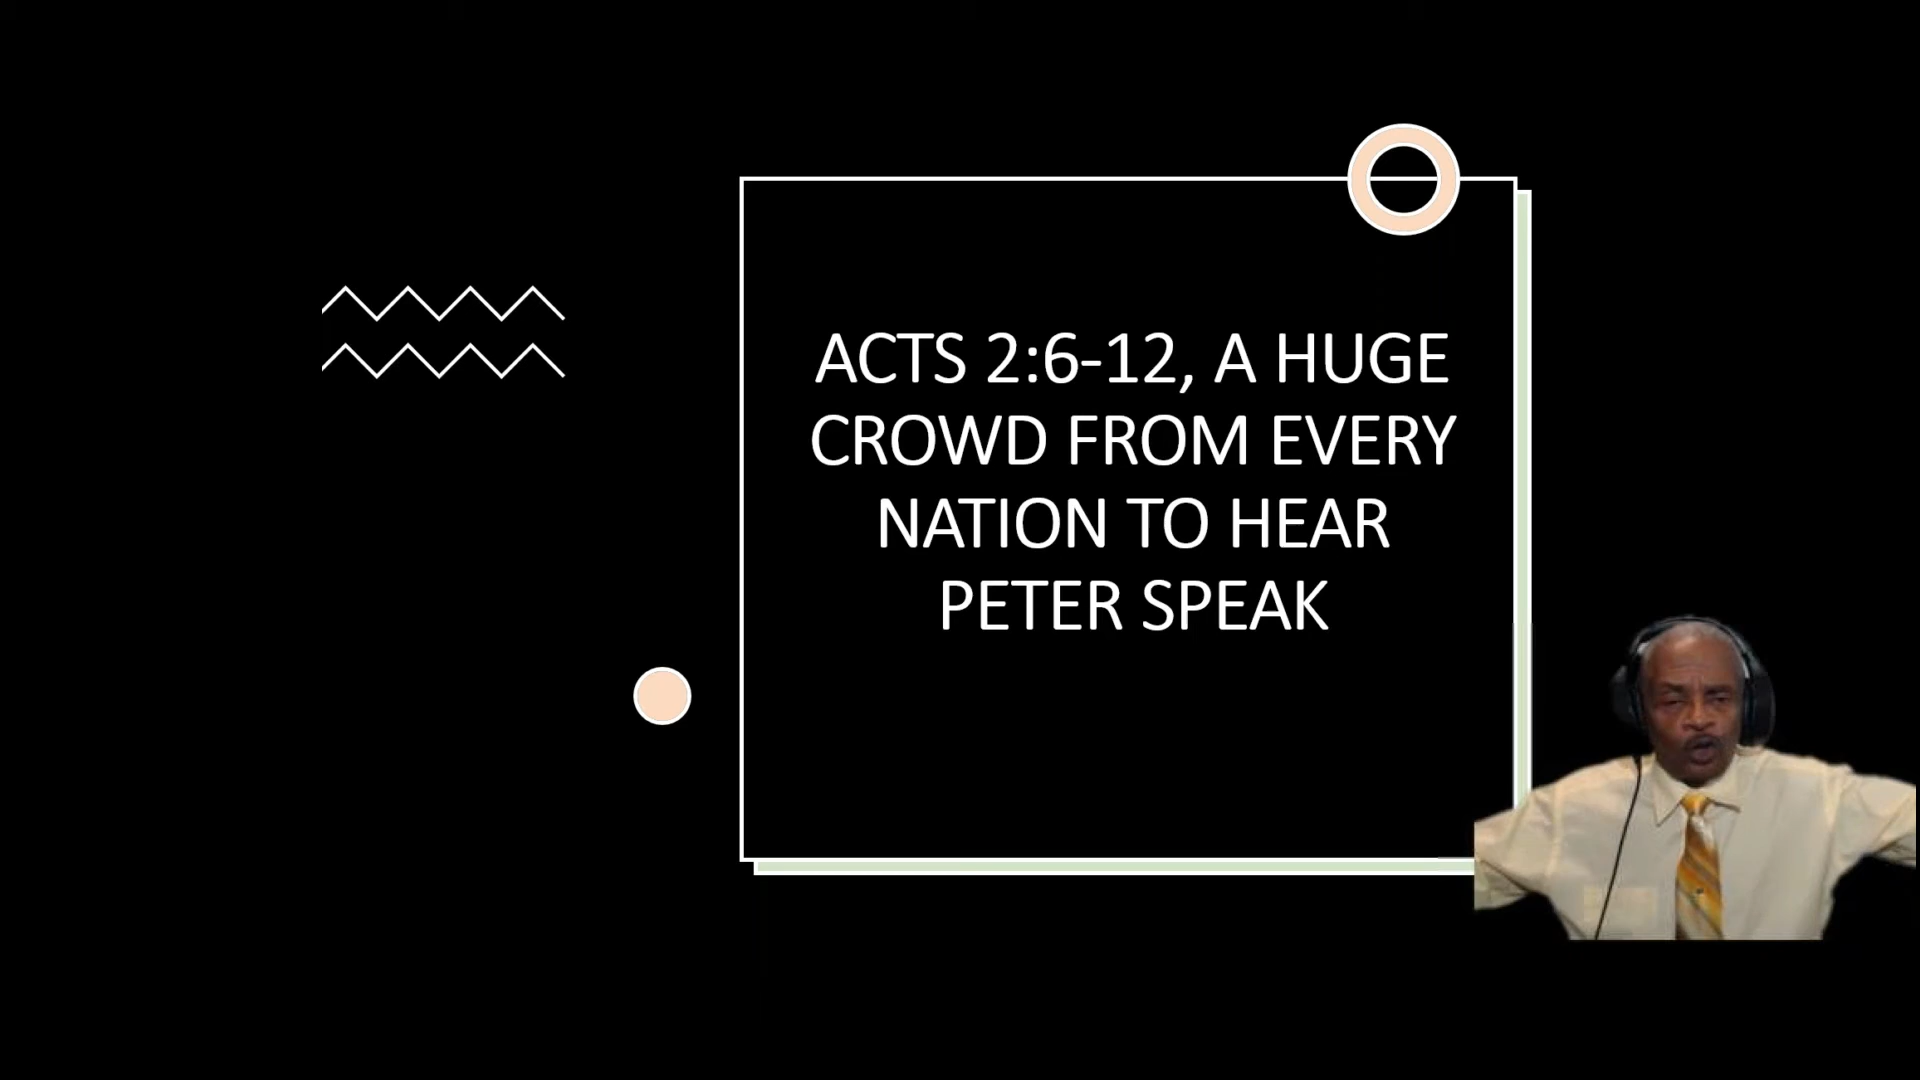 ACTS 2:6-12, A HUGE
CROWD FROM EVERY
NATION TO HEAR
PETER SPEAK